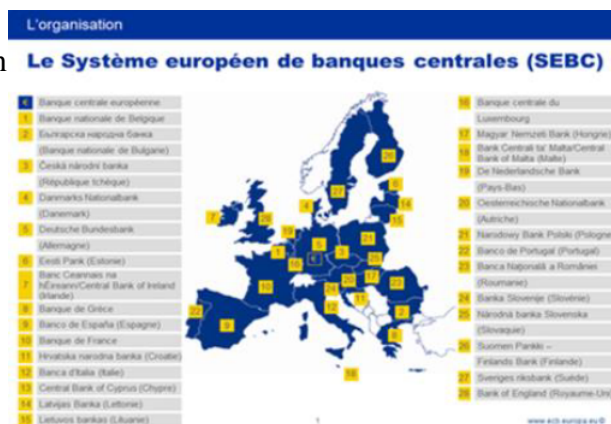 L'organisation
n
Le Système européen de banques centrales (SEBC)
€ Banque centrale européenne
1 Banque nationale de Belgique
2 Българска народна банка
(Banque nationale de Bulgarie)
3 Česká národní banka
(République tchèque)
4 Danmarks Nationalbank
(Danemark)
5 Deutsche Bundesbank
(Allemagne)
6 Eesti Pank (Estonie)
7 Banc Ceannais na
hÉireann/Central Bank of Ireland
(Irlande)
8 Banque de Grèce
9 Banco de España (Espagne)
10 Banque de France
11 Hrvatska narodna banka (Croatie)
12 Banca d'Italia (Italie)
13 Central Bank of Cyprus (Chypre)
14 Latvijas Banka (Lettonie)
15 Lietuvos bankas (Lituanie)
16 Banque centrale du
Luxembourg
17 Magyar Nemzeti Bank (Hongrie)
18 Bank Ċentrali ta' Malta/Central
Bank of Malta (Malte)
19 De Nederlandsche Bank
(Pays-Bas)
20 Oesterreichische Nationalbank
(Autriche)
21 Narodowy Bank Polski (Pologne)
22 Banco de Portugal (Portugal)
23 Banca Naţională a României
(Roumanie)
24 Banka Slovenije (Slovénie)
25 Národná banka Slovenska
(Slovaquie)
26 Suomen Pankki –
Finlands Bank (Finlande)
27 Sveriges riksbank (Suède)
28 Bank of England (Royaume-Uni)
1
www.ecb.europa.eu ©